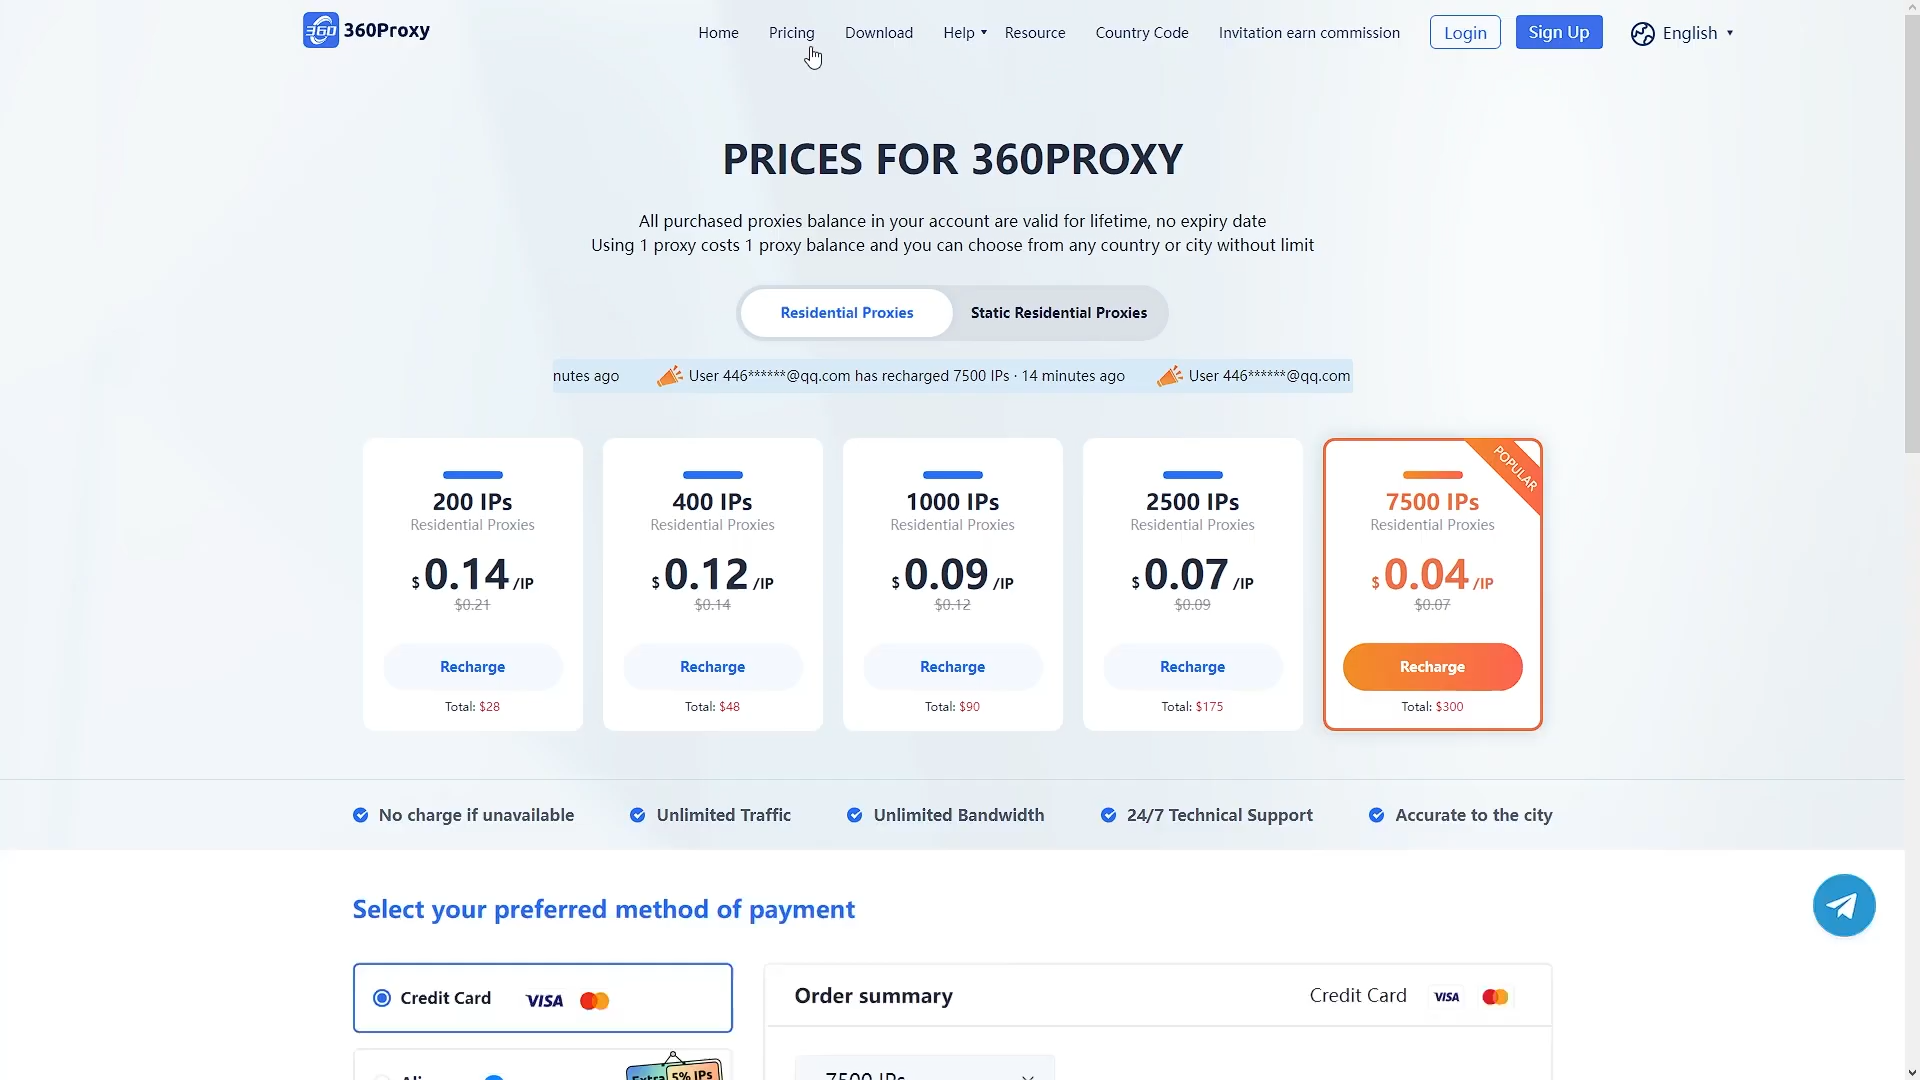 360 360Proxy
Home Pricing Download Help Resource Country Code Invitation earn commission Login Sign Up English
PRICES FOR 360PROXY
All purchased proxies balance in your account are valid for lifetime, no expiry date
Using 1 proxy costs 1 proxy balance and you can choose from any country or city without limit
Residential Proxies Static Residential Proxies
nutes ago User 446******@qq.com has recharged 7500 IPs · 14 minutes ago User 446******@qq.com
200 IPs
Residential Proxies
$0.14/IP
$0.21
Recharge
Total: $28
400 IPs
Residential Proxies
$0.12/IP
$0.14
Recharge
Total: $48
1000 IPs
Residential Proxies
$0.09/IP
$0.12
Recharge
Total: $90
2500 IPs
Residential Proxies
$0.07/IP
$0.09
Recharge
Total: $175
POPULAR
7500 IPs
Residential Proxies
$0.04/IP
$0.07
Recharge
Total: $300
No charge if unavailable Unlimited Traffic Unlimited Bandwidth 24/7 Technical Support Accurate to the city
Select your preferred method of payment
Credit Card VISA
Order summary Credit Card VISA
Extra 5% IPs
7500 IPs